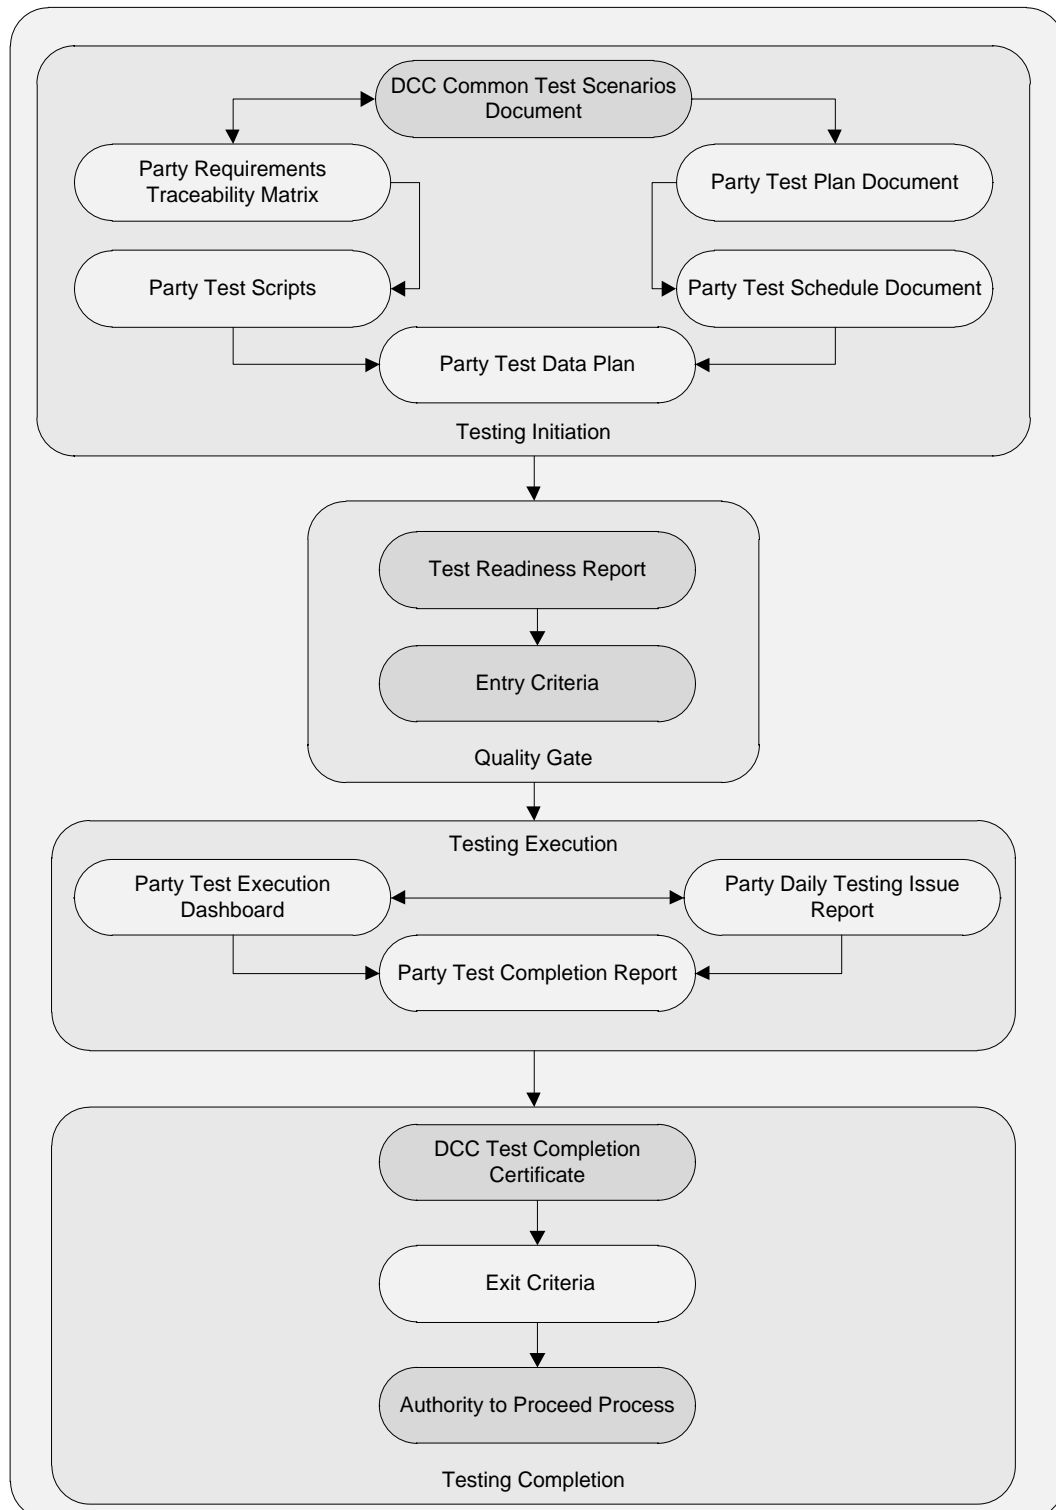 DCC Common Test Scenarios
Document
Party Requirements
Traceability Matrix
Party Test Plan Document
Party Test Scripts
Party Test Schedule Document
Party Test Data Plan
Testing Initiation
Test Readiness Report
Entry Criteria
Quality Gate
Testing Execution
Party Test Execution
Dashboard
Party Daily Testing Issue
Report
Party Test Completion Report
DCC Test Completion
Certificate
Exit Criteria
Authority to Proceed Process
Testing Completion